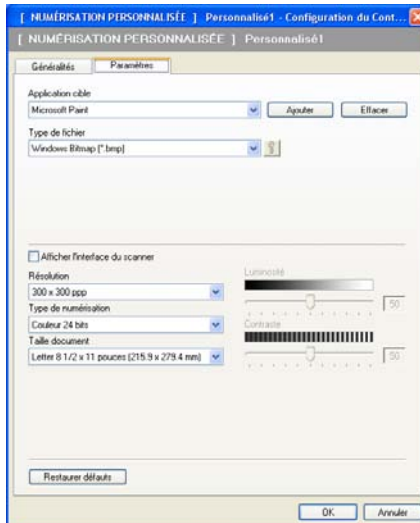 [ NUMÉRISATION PERSONNALISÉE ] Personnalisé1 - Configuration du Cont...
[ NUMÉRISATION PERSONNALISÉE ] Personnalisé1
Généralités Paramètres
Application cible
Microsoft Paint Ajouter Effacer
Type de fichier
Windows Bitmap (*.bmp)
Afficher l'interface du scanner
Résolution Luminosité
300 x 300 ppp 50
Type de numérisation
Couleur 24 bits Contraste
Taille document
Letter 8 1/2 x 11 pouces (215.9 x 279.4 mm) 50
Restaurer défauts
OK Annuler